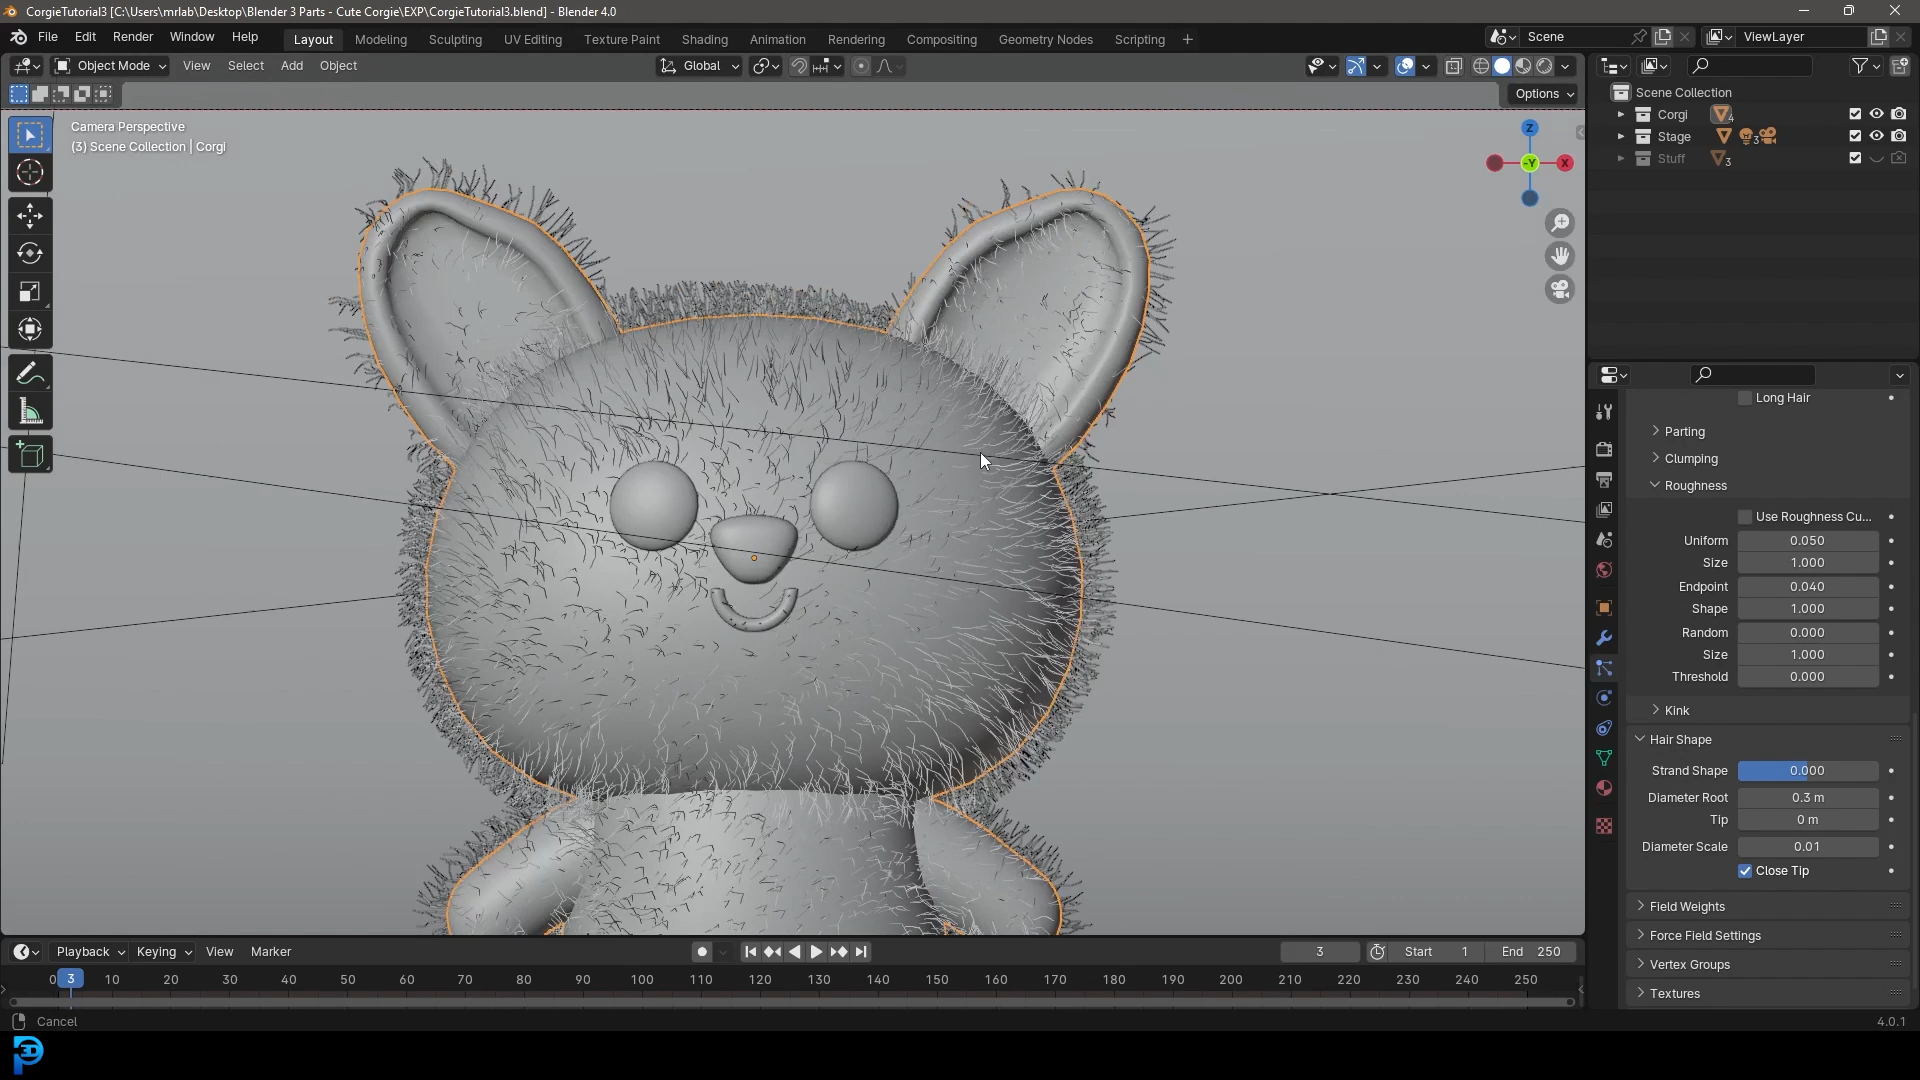 CorgieTutorial3 [C:\Users\mrlab\Desktop\Blender 3 Parts - Cute Corgie\EXP\CorgieTutorial3.blend] - Blender 4.0
File Edit Render Window Help Layout Modeling Sculpting UV Editing Texture Paint Shading Animation Rendering Compositing Geometry Nodes Scripting + Scene ViewLayer
Object Mode View Select Add Object Global
Options
Camera Perspective
(3) Scene Collection | Corgi
Z
-Y X
Scene Collection
Corgi 4
Stage 3
Stuff 3
Long Hair
Parting
Clumping
Roughness
Use Roughness Cu...
Uniform 0.050
Size 1.000
Endpoint 0.040
Shape 1.000
Random 0.000
Size 1.000
Threshold 0.000
Kink
Hair Shape
Strand Shape 0.000
Diameter Root 0.3 m
Tip 0 m
Diameter Scale 0.01
Close Tip
Field Weights
Force Field Settings
Vertex Groups
Textures
Playback Keying View Marker 3 Start 1 End 250
0 3 10 20 30 40 50 60 70 80 90 100 110 120 130 140 150 160 170 180 190 200 210 220 230 240 250
Cancel
4.0.1
3D